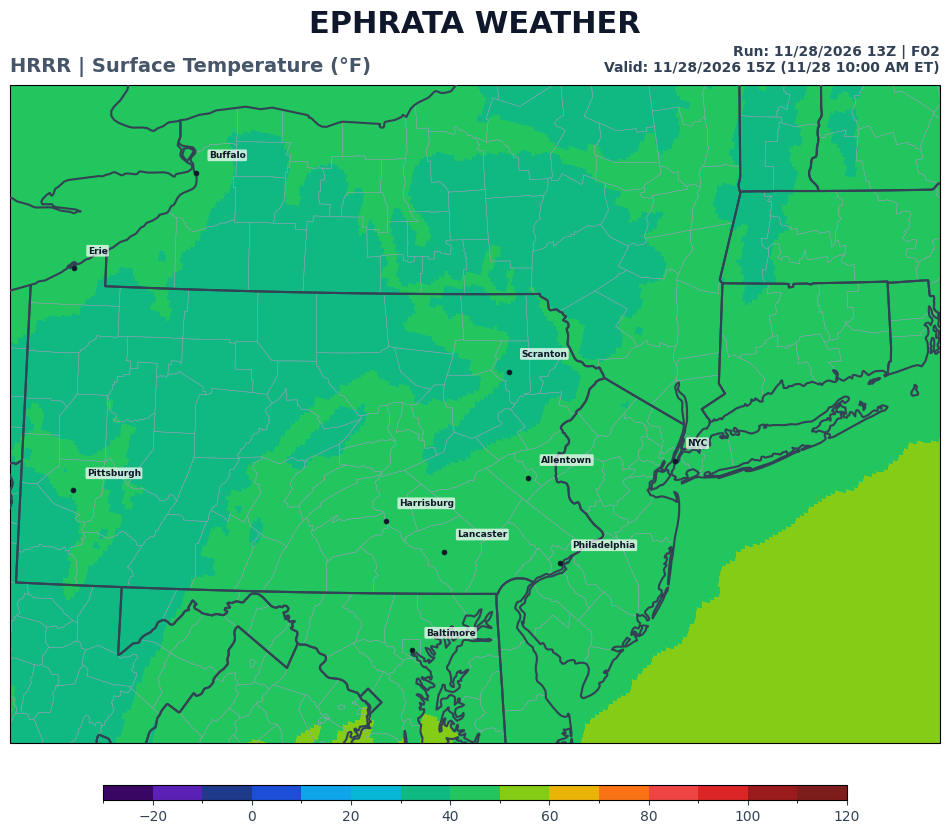 EPHRATA WEATHER
HRRR | Surface Temperature (°F)
Run: 11/28/2026 13Z | F02
Valid: 11/28/2026 15Z (11/28 10:00 AM ET)
Buffalo
Erie
Scranton
NYC
Allentown
Pittsburgh
Harrisburg
Lancaster
Philadelphia
Baltimore
−20 0 20 40 60 80 100 120